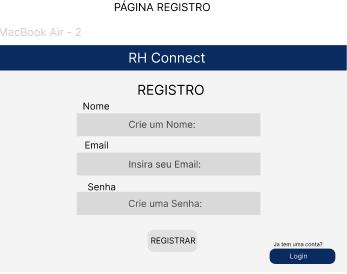 PÁGINA REGISTRO
MacBook Air - 2
RH Connect
REGISTRO
Nome
Crie um Nome:
Email
Insira seu Email:
Senha
Crie uma Senha:
REGISTRAR
Ja tem uma conta?
Login